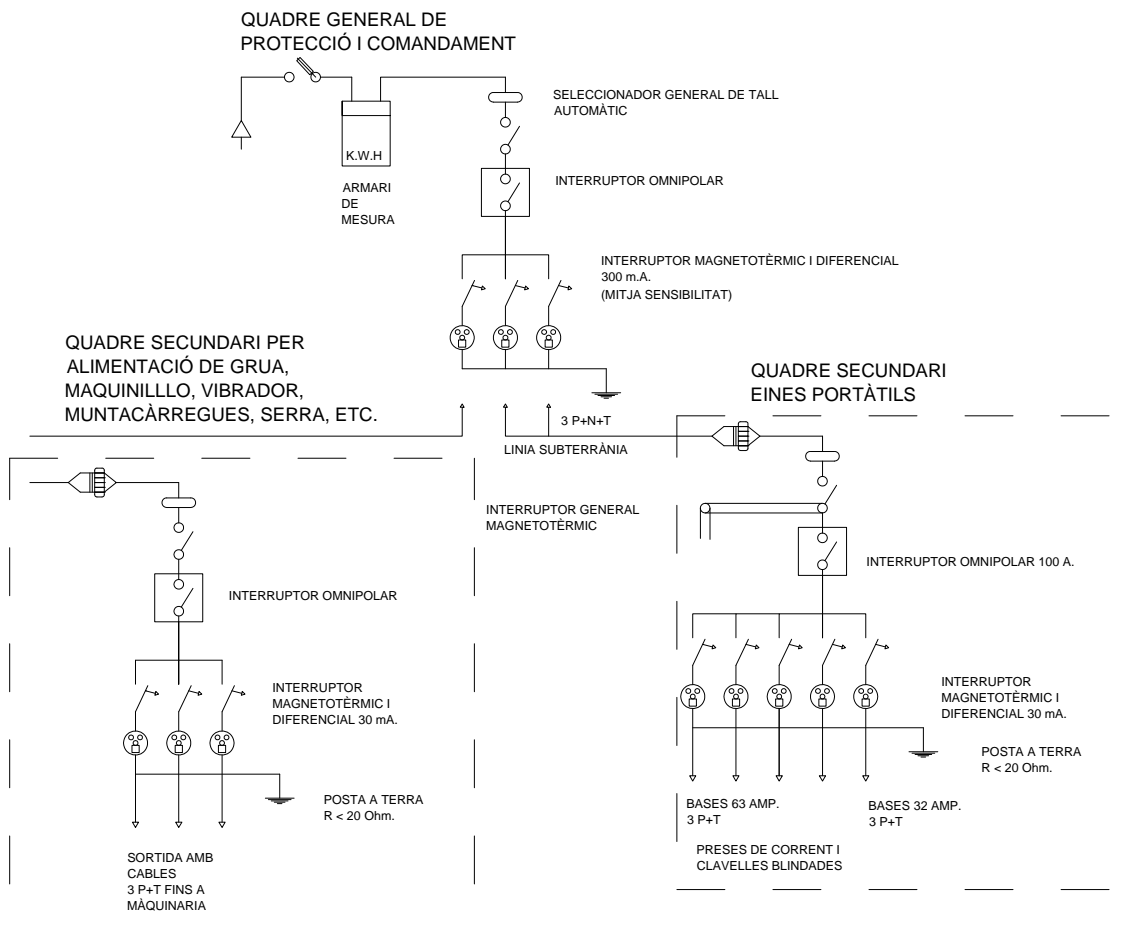 QUADRE GENERAL DE
PROTECCIÓ I COMANDAMENT
SELECCIONADOR GENERAL DE TALL
AUTOMÀTIC
K.W.H
INTERRUPTOR OMNIPOLAR
ARMARI
DE
MESURA
INTERRUPTOR MAGNETOTÈRMIC I DIFERENCIAL
300 m.A.
(MITJA SENSIBILITAT)
QUADRE SECUNDARI PER
ALIMENTACIÓ DE GRUA,
MAQUINILLLO, VIBRADOR,
MUNTACÀRREGUES, SERRA, ETC.
QUADRE SECUNDARI
EINES PORTÀTILS
3 P+N+T
LINIA SUBTERRÀNIA
INTERRUPTOR GENERAL
MAGNETOTÈRMIC
INTERRUPTOR OMNIPOLAR 100 A.
INTERRUPTOR OMNIPOLAR
INTERRUPTOR
MAGNETOTÈRMIC I
DIFERENCIAL 30 mA.
INTERRUPTOR
MAGNETOTÈRMIC I
DIFERENCIAL 30 mA.
POSTA A TERRA
R < 20 Ohm.
POSTA A TERRA
R < 20 Ohm.
BASES 63 AMP.
3 P+T
BASES 32 AMP.
3 P+T
PRESES DE CORRENT I
CLAVELLES BLINDADES
SORTIDA AMB
CABLES
3 P+T FINS A
MÀQUINARIA